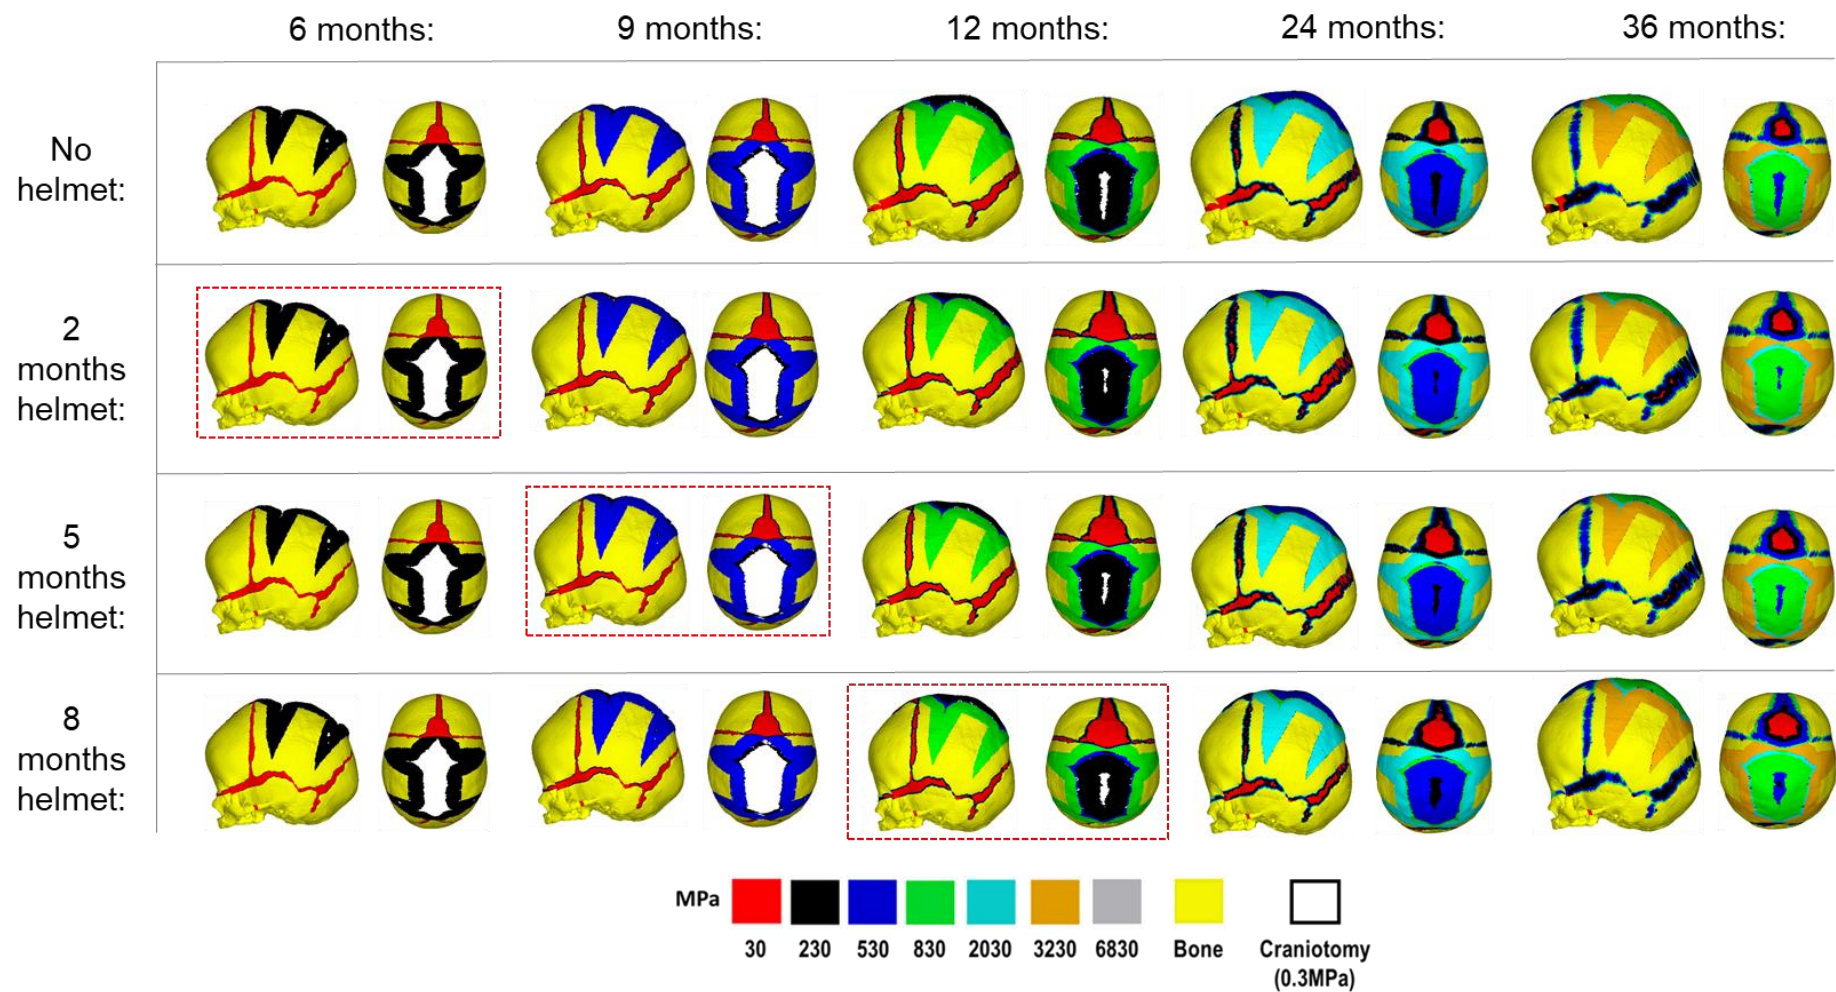 6 months:
9 months:
12 months:
24 months:
36 months:
No
helmet:
2
months
helmet:
5
months
helmet:
8
months
helmet:
MPa
30
230
530
830
2030
3230
6830
Bone
Craniotomy
(0.3MPa)